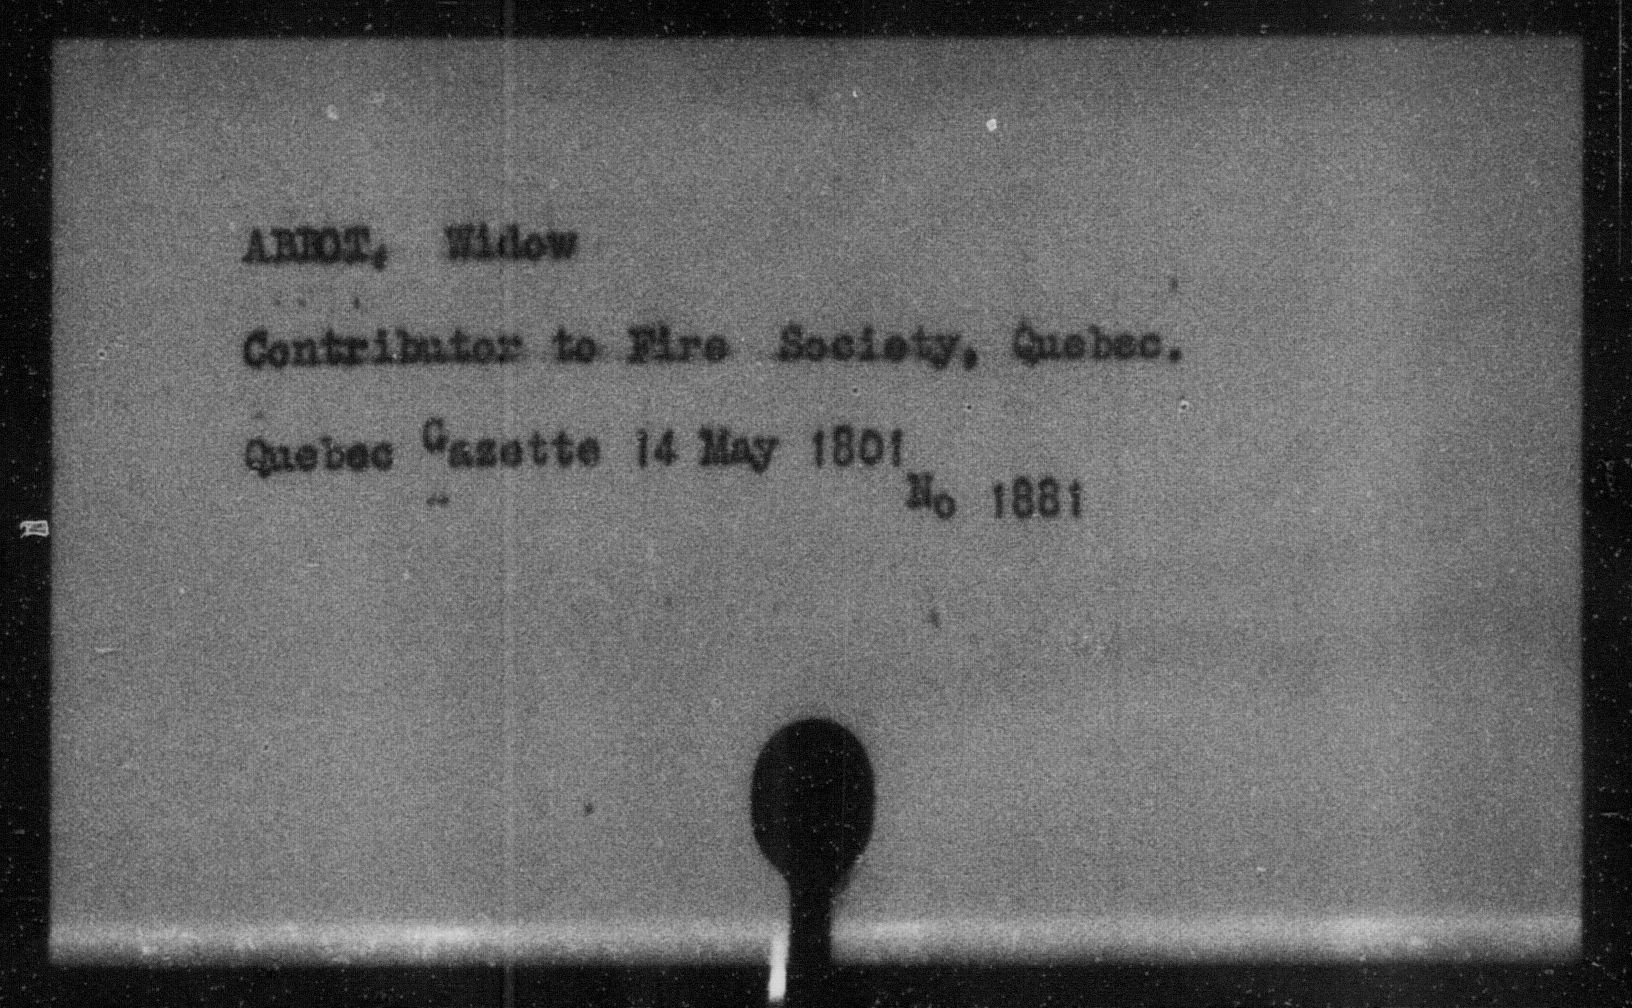 ABBOT, Widow
Contributor to Fire Society, Quebec.
Quebec Gazette 14 May 1801
No 1881